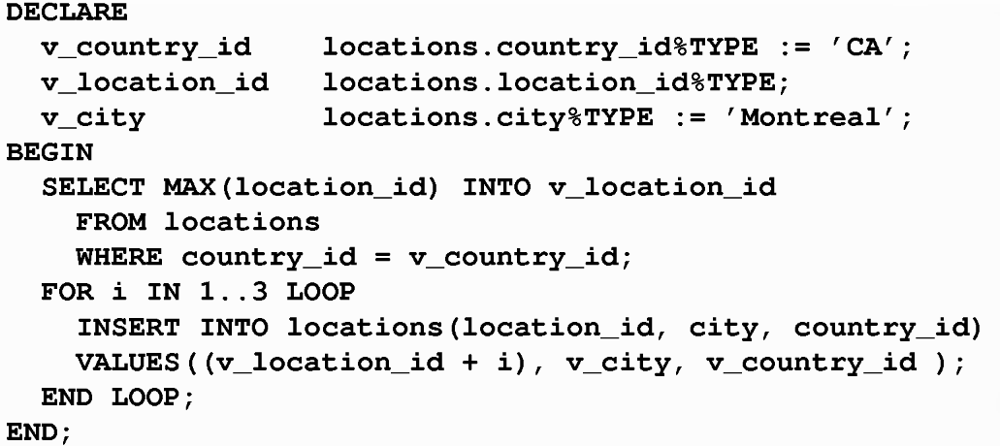 DECLARE
v_country_id locations.country_id%TYPE := 'CA';
v_location_id locations.location_id%TYPE;
v_city locations.city%TYPE := 'Montreal';
BEGIN
SELECT MAX(location_id) INTO v_location_id
FROM locations
WHERE country_id = v_country_id;
FOR i IN 1..3 LOOP
INSERT INTO locations(location_id, city, country_id)
VALUES((v_location_id + i), v_city, v_country_id );
END LOOP;
END;